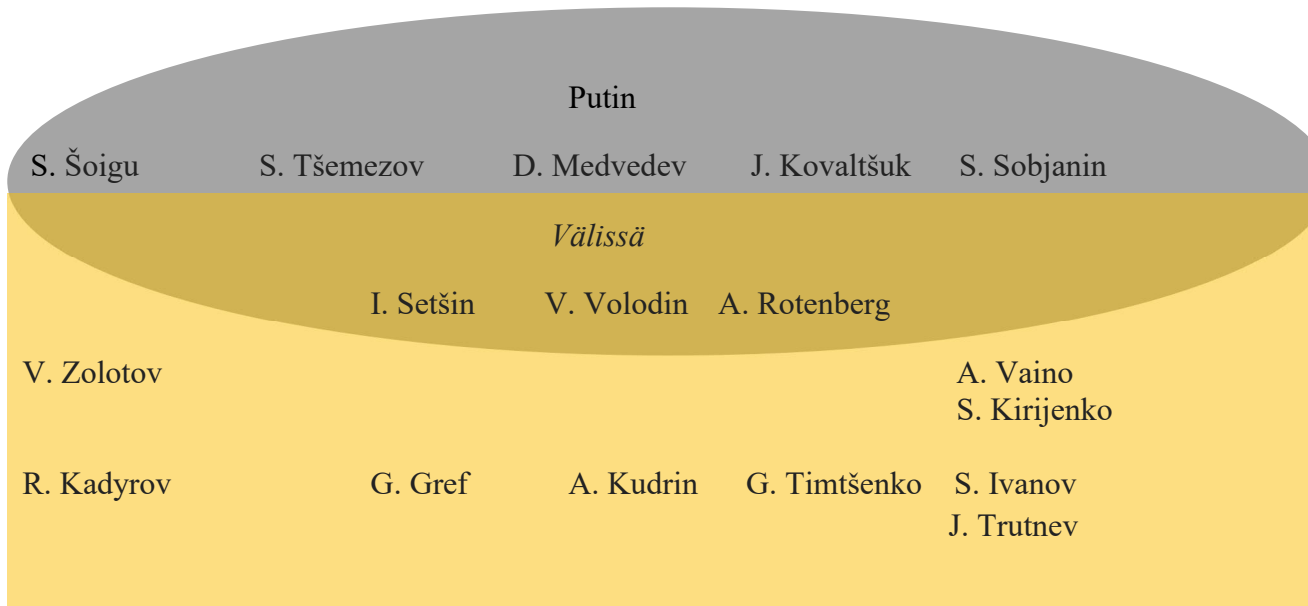 Putin
S. Šoigu S. Tšemezov D. Medvedev J. Kovaltšuk S. Sobjanin
Välissä
I. Setšin V. Volodin A. Rotenberg
V. Zolotov A. Vaino
S. Kirijenko
R. Kadyrov G. Gref A. Kudrin G. Timtšenko S. Ivanov
J. Trutnev